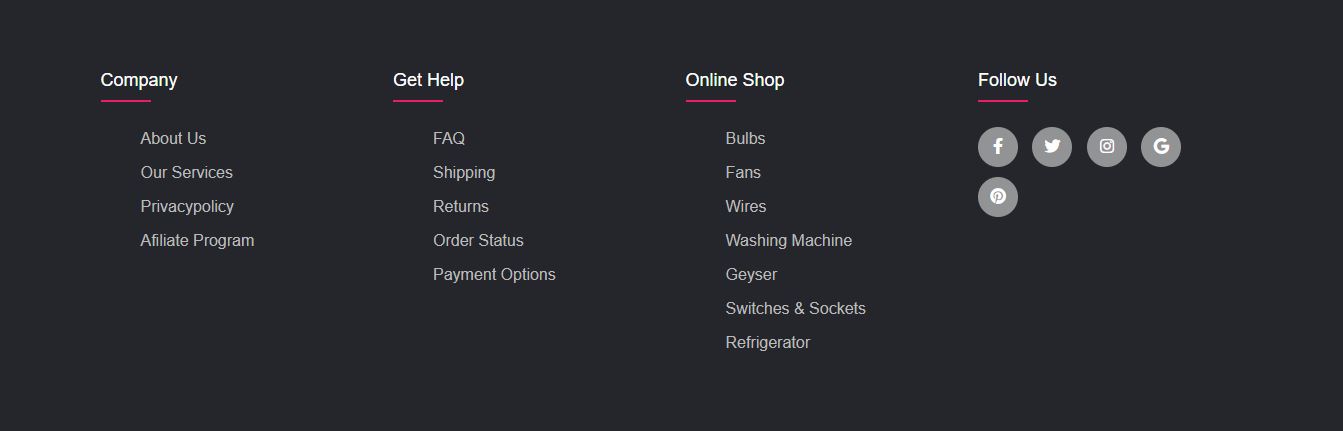 Company
About Us
Our Services
Privacypolicy
Afiliate Program
Get Help
FAQ
Shipping
Returns
Order Status
Payment Options
Online Shop
Bulbs
Fans
Wires
Washing Machine
Geyser
Switches & Sockets
Refrigerator
Follow Us